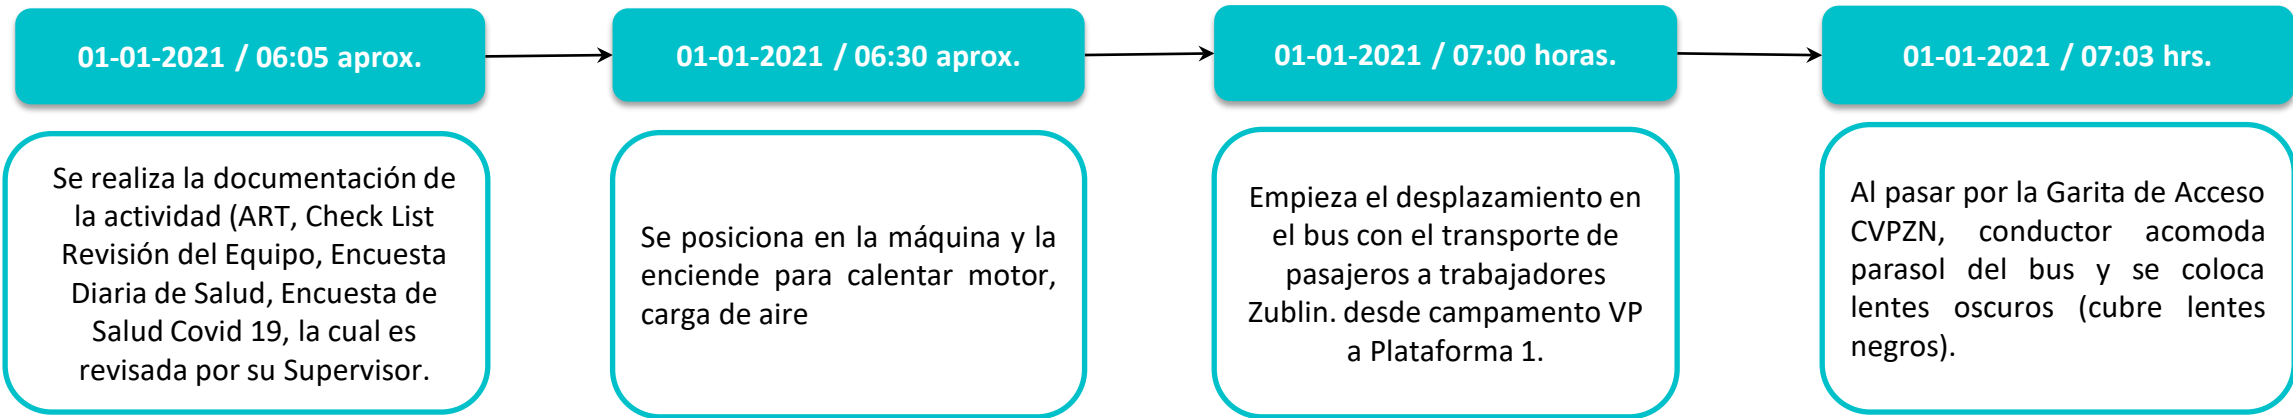 01-01-2021 / 06:05 aprox.
01-01-2021 / 06:30 aprox.
01-01-2021 / 07:00 horas.
01-01-2021 / 07:03 hrs.
Se realiza la documentación de
la actividad (ART, Check List
Revisión del Equipo, Encuesta
Diaria de Salud, Encuesta de
Salud Covid 19, la cual es
revisada por su Supervisor.
Se posiciona en la máquina y la
enciende para calentar motor,
carga de aire
Empieza el desplazamiento en
el bus con el transporte de
pasajeros a trabajadores
Zublin. desde campamento VP
a Plataforma 1.
Al pasar por la Garita de Acceso
CVPZN, conductor acomoda
parasol del bus y se coloca
lentes oscuros (cubre lentes
negros).